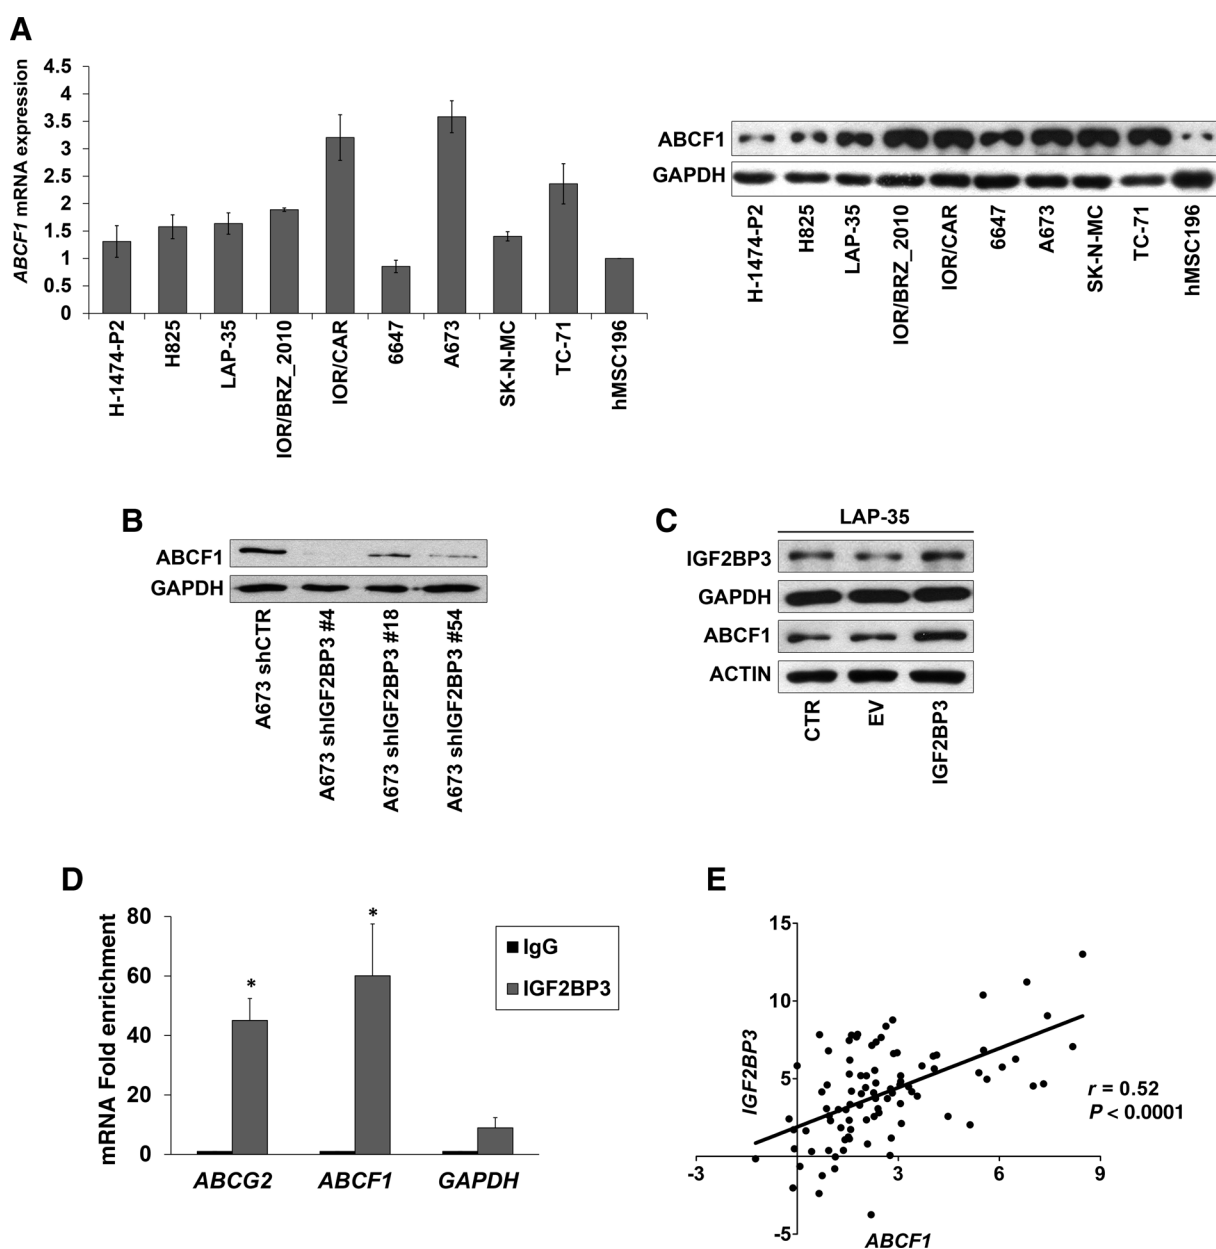 A
ABCF1 mRNA expression
4.5
4
3.5
3
2.5
2
1.5
1
0.5
0
H-1474-P2
H825
LAP-35
IOR/BRZ_2010
IOR/CAR
6647
A673
SK-N-MC
TC-71
hMSC196
ABCF1
GAPDH
H-1474-P2
H825
LAP-35
IOR/BRZ_2010
IOR/CAR
6647
A673
SK-N-MC
TC-71
hMSC196
B
ABCF1
GAPDH
A673 shCTR
A673 shIGF2BP3 #4
A673 shIGF2BP3 #18
A673 shIGF2BP3 #54
C
LAP-35
IGF2BP3
GAPDH
ABCF1
ACTIN
CTR
EV
IGF2BP3
D
mRNA Fold enrichment
80
60
40
20
0
*
*
ABCG2
ABCF1
GAPDH
IgG
IGF2BP3
E
IGF2BP3
15
10
5
-5
-3
0
3
6
9
r = 0.52
P < 0.0001
ABCF1